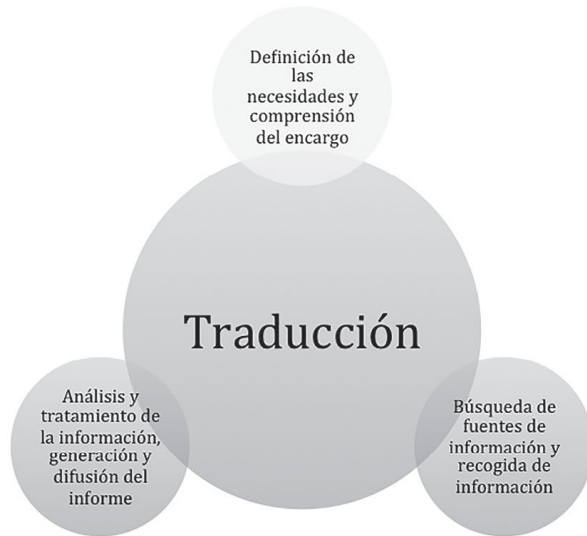 Definición de
las
necesidades y
comprensión
del encargo
Traducción
Análisis y
tratamiento de
la información,
generación y
difusión del
informe
Búsqueda de
fuentes de
información y
recogida de
información